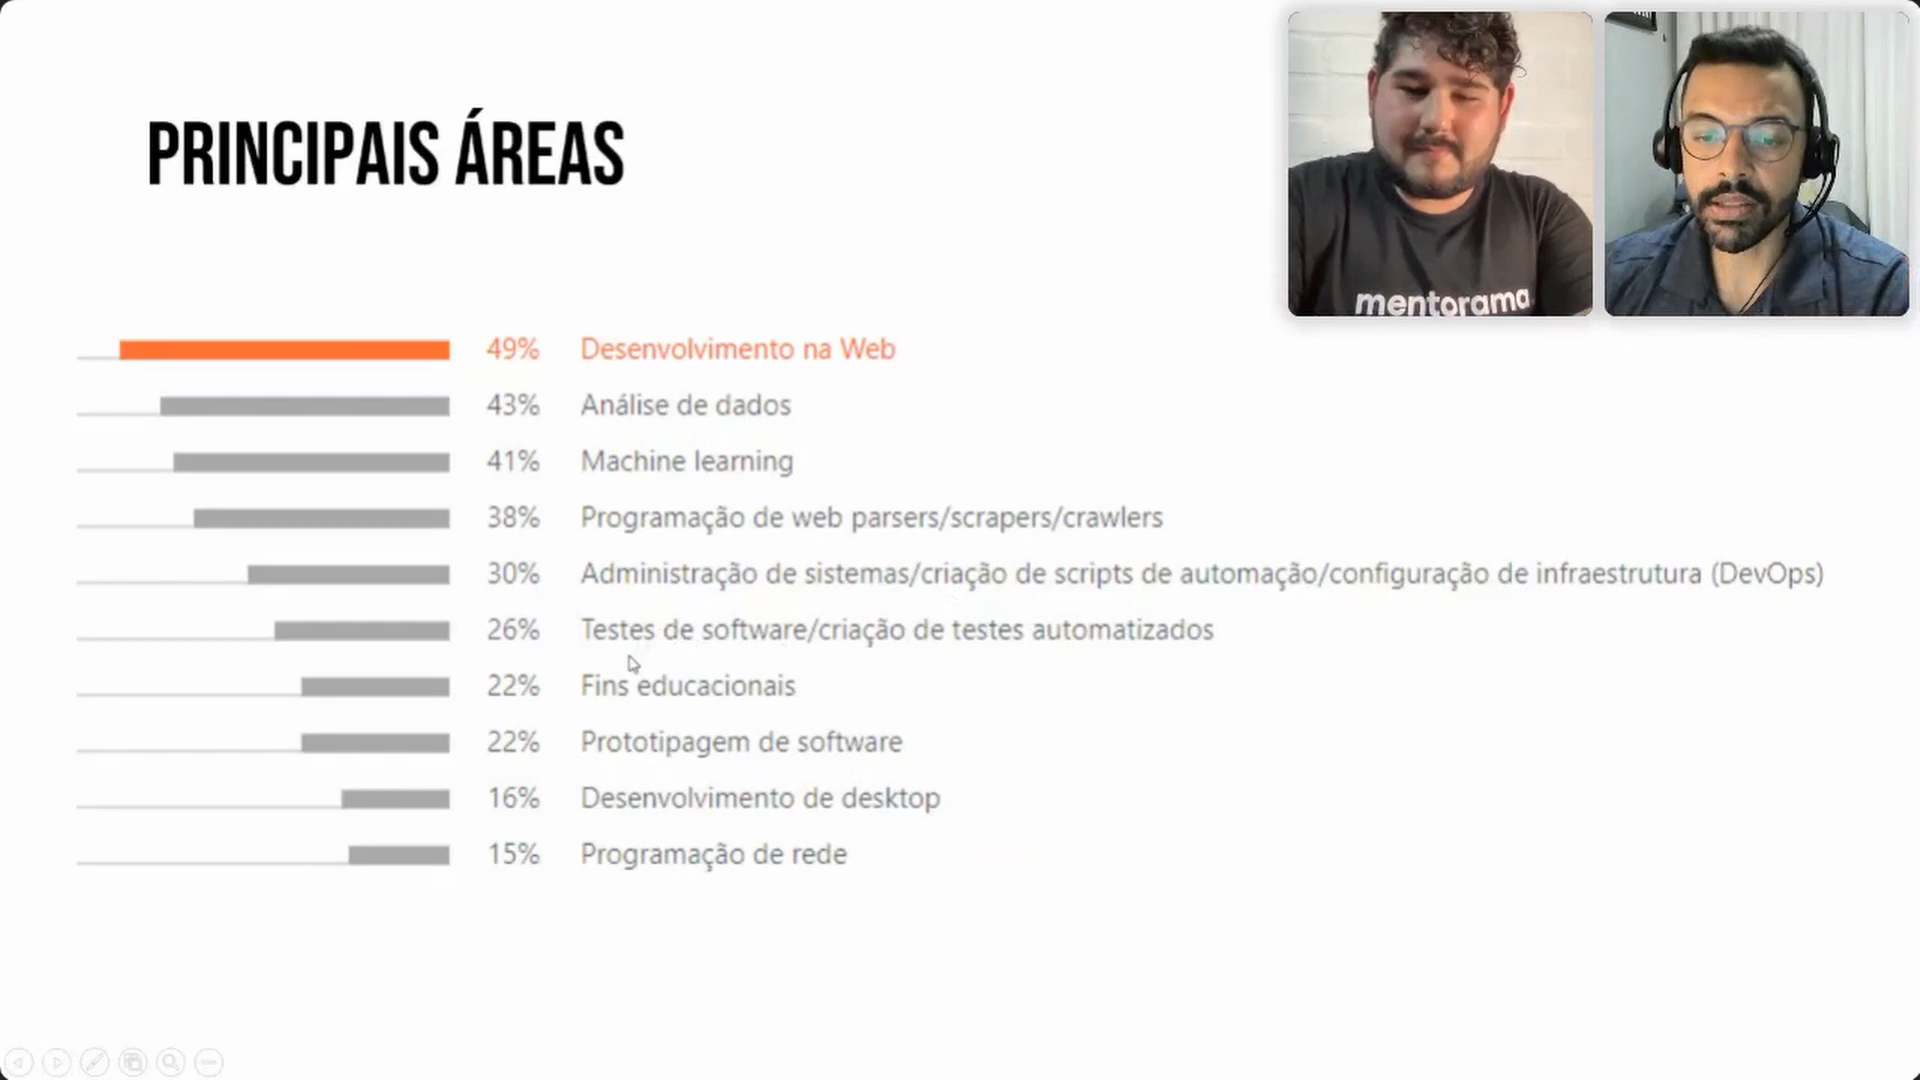 PRINCIPAIS ÁREAS
mentorama
49% Desenvolvimento na Web
43% Análise de dados
41% Machine learning
38% Programação de web parsers/scrapers/crawlers
30% Administração de sistemas/criação de scripts de automação/configuração de infraestrutura (DevOps)
26% Testes de software/criação de testes automatizados
22% Fins educacionais
22% Prototipagem de software
16% Desenvolvimento de desktop
15% Programação de rede